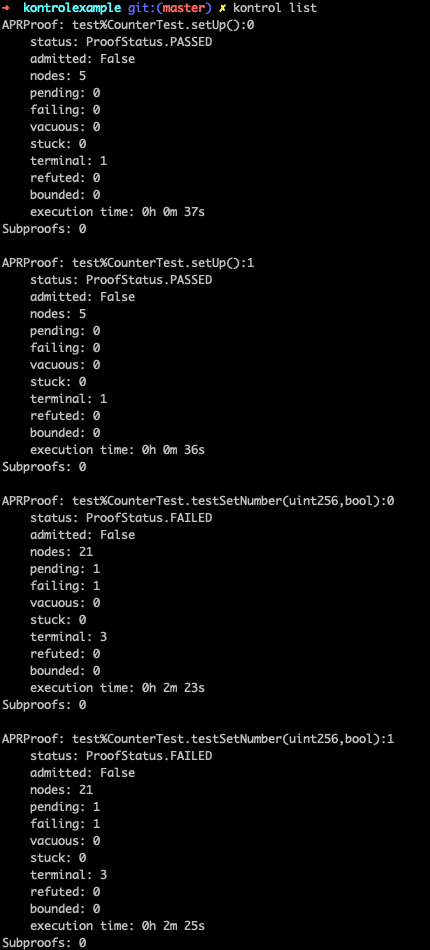 ➜  kontrolexample git:(master) ✗ kontrol list
APRProof: test%CounterTest.setUp():0
    status: ProofStatus.PASSED
    admitted: False
    nodes: 5
    pending: 0
    failing: 0
    vacuous: 0
    stuck: 0
    terminal: 1
    refuted: 0
    bounded: 0
    execution time: 0h 0m 37s
Subproofs: 0

APRProof: test%CounterTest.setUp():1
    status: ProofStatus.PASSED
    admitted: False
    nodes: 5
    pending: 0
    failing: 0
    vacuous: 0
    stuck: 0
    terminal: 1
    refuted: 0
    bounded: 0
    execution time: 0h 0m 36s
Subproofs: 0

APRProof: test%CounterTest.testSetNumber(uint256,bool):0
    status: ProofStatus.FAILED
    admitted: False
    nodes: 21
    pending: 1
    failing: 1
    vacuous: 0
    stuck: 0
    terminal: 3
    refuted: 0
    bounded: 0
    execution time: 0h 2m 23s
Subproofs: 0

APRProof: test%CounterTest.testSetNumber(uint256,bool):1
    status: ProofStatus.FAILED
    admitted: False
    nodes: 21
    pending: 1
    failing: 1
    vacuous: 0
    stuck: 0
    terminal: 3
    refuted: 0
    bounded: 0
    execution time: 0h 2m 25s
Subproofs: 0